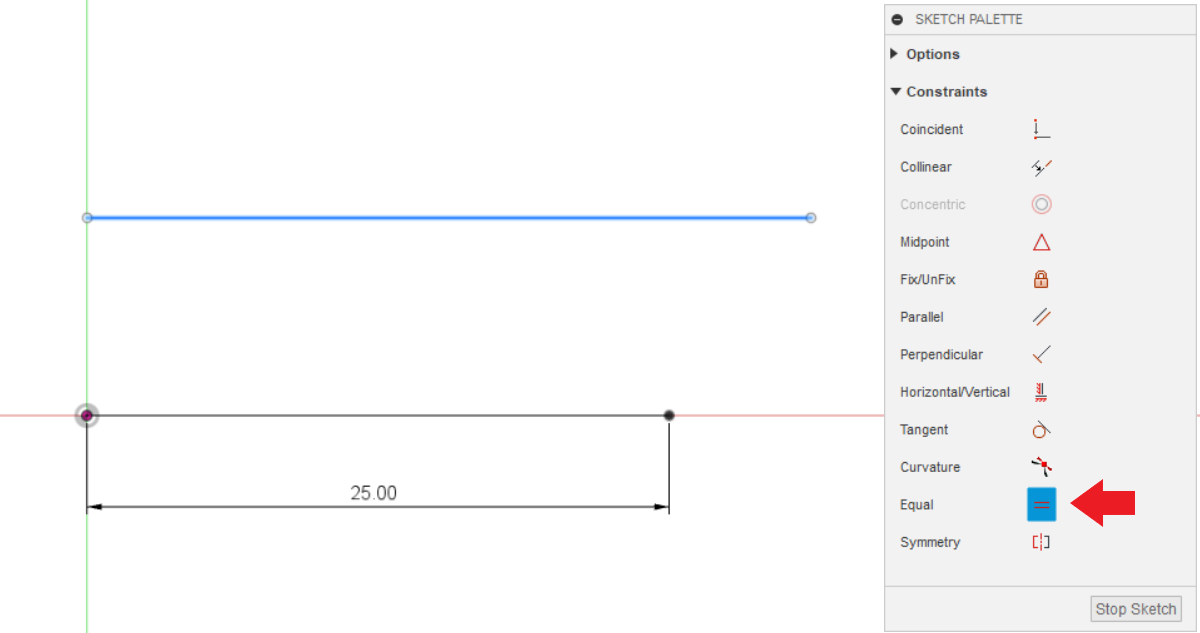 SKETCH PALETTE
Options
Constraints
Coincident
Collinear
Concentric
Midpoint
Fix/UnFix
Parallel
Perpendicular
Horizontal/Vertical
Tangent
Curvature
Equal
Symmetry
Stop Sketch
25.00